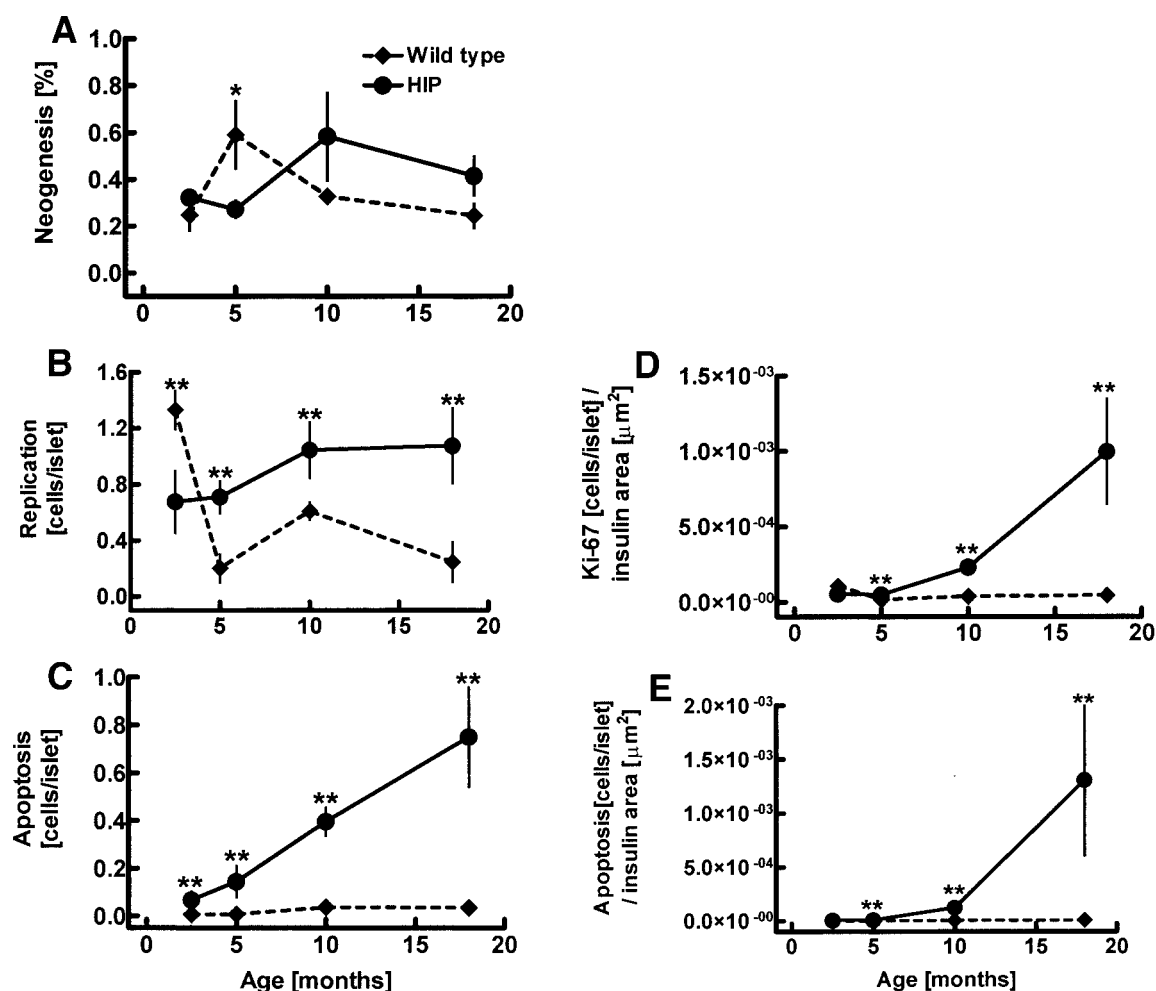 A
1.0
0.8
0.6
0.4
0.2
0.0
Neogenesis [%]
Wild type
HIP
*
0 5 10 15 20
B
1.6
1.2
0.8
0.4
0.0
Replication
[cells/islet]
** ** ** **
0 5 10 15 20
C
1.0
0.8
0.6
0.4
0.2
0.0
Apoptosis
[cells/islet]
** ** ** **
0 5 10 15 20
Age [months]
D
1.5×10⁻⁰³
1.0×10⁻⁰³
5.0×10⁻⁰⁴
0.0×10⁻⁰⁰
Ki-67 [cells/islet] /
insulin area [μm²]
** ** **
0 5 10 15 20
E
2.0×10⁻⁰³
1.5×10⁻⁰³
1.0×10⁻⁰³
5.0×10⁻⁰⁴
0.0×10⁻⁰⁰
Apoptosis[cells/islet]
/ insulin area [μm²]
** ** **
0 5 10 15 20
Age [months]